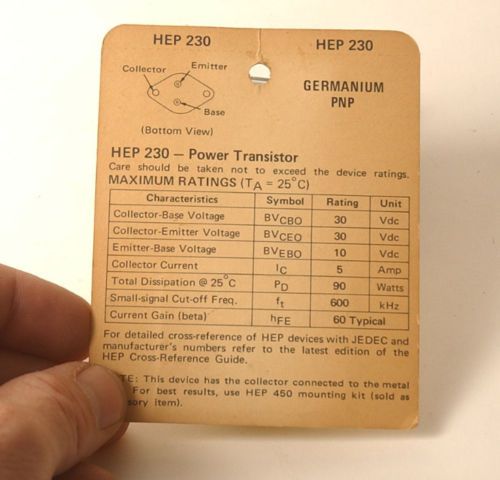 HEP 230
HEP 230
Emitter
Collector
Base
(Bottom View)
GERMANIUM
PNP
HEP 230 – Power Transistor
Care should be taken not to exceed the device ratings.
MAXIMUM RATINGS (TA = 25°C)
Characteristics Symbol Rating Unit
Collector-Base Voltage BVCBO 30 Vdc
Collector-Emitter Voltage BVCEO 30 Vdc
Emitter-Base Voltage BVEBO 10 Vdc
Collector Current IC 5 Amp
Total Dissipation @ 25°C PD 90 Watts
Small-signal Cut-off Freq. ft 600 kHz
Current Gain (beta) hFE 60 Typical
For detailed cross-reference of HEP devices with JEDEC and
manufacturer's numbers refer to the latest edition of the
HEP Cross-Reference Guide.
TE: This device has the collector connected to the metal
For best results, use HEP 450 mounting kit (sold as
sory item).